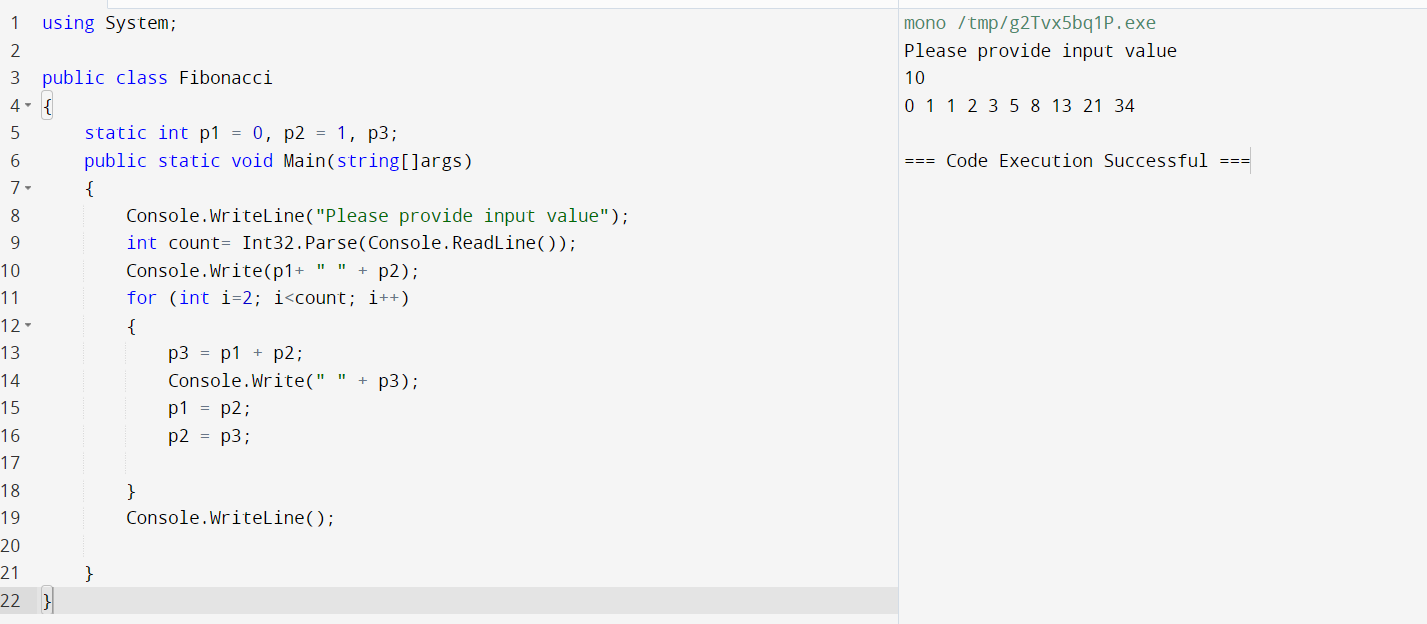 1 using System;
2
3 public class Fibonacci
4 {
5     static int p1 = 0, p2 = 1, p3;
6     public static void Main(string[]args)
7     {
8         Console.WriteLine("Please provide input value");
9         int count= Int32.Parse(Console.ReadLine());
10         Console.Write(p1+ " " + p2);
11         for (int i=2; i<count; i++)
12         {
13             p3 = p1 + p2;
14             Console.Write(" " + p3);
15             p1 = p2;
16             p2 = p3;
17
18         }
19         Console.WriteLine();
20
21     }
22 }
mono /tmp/g2Tvx5bq1P.exe
Please provide input value
10
0 1 1 2 3 5 8 13 21 34
=== Code Execution Successful ===